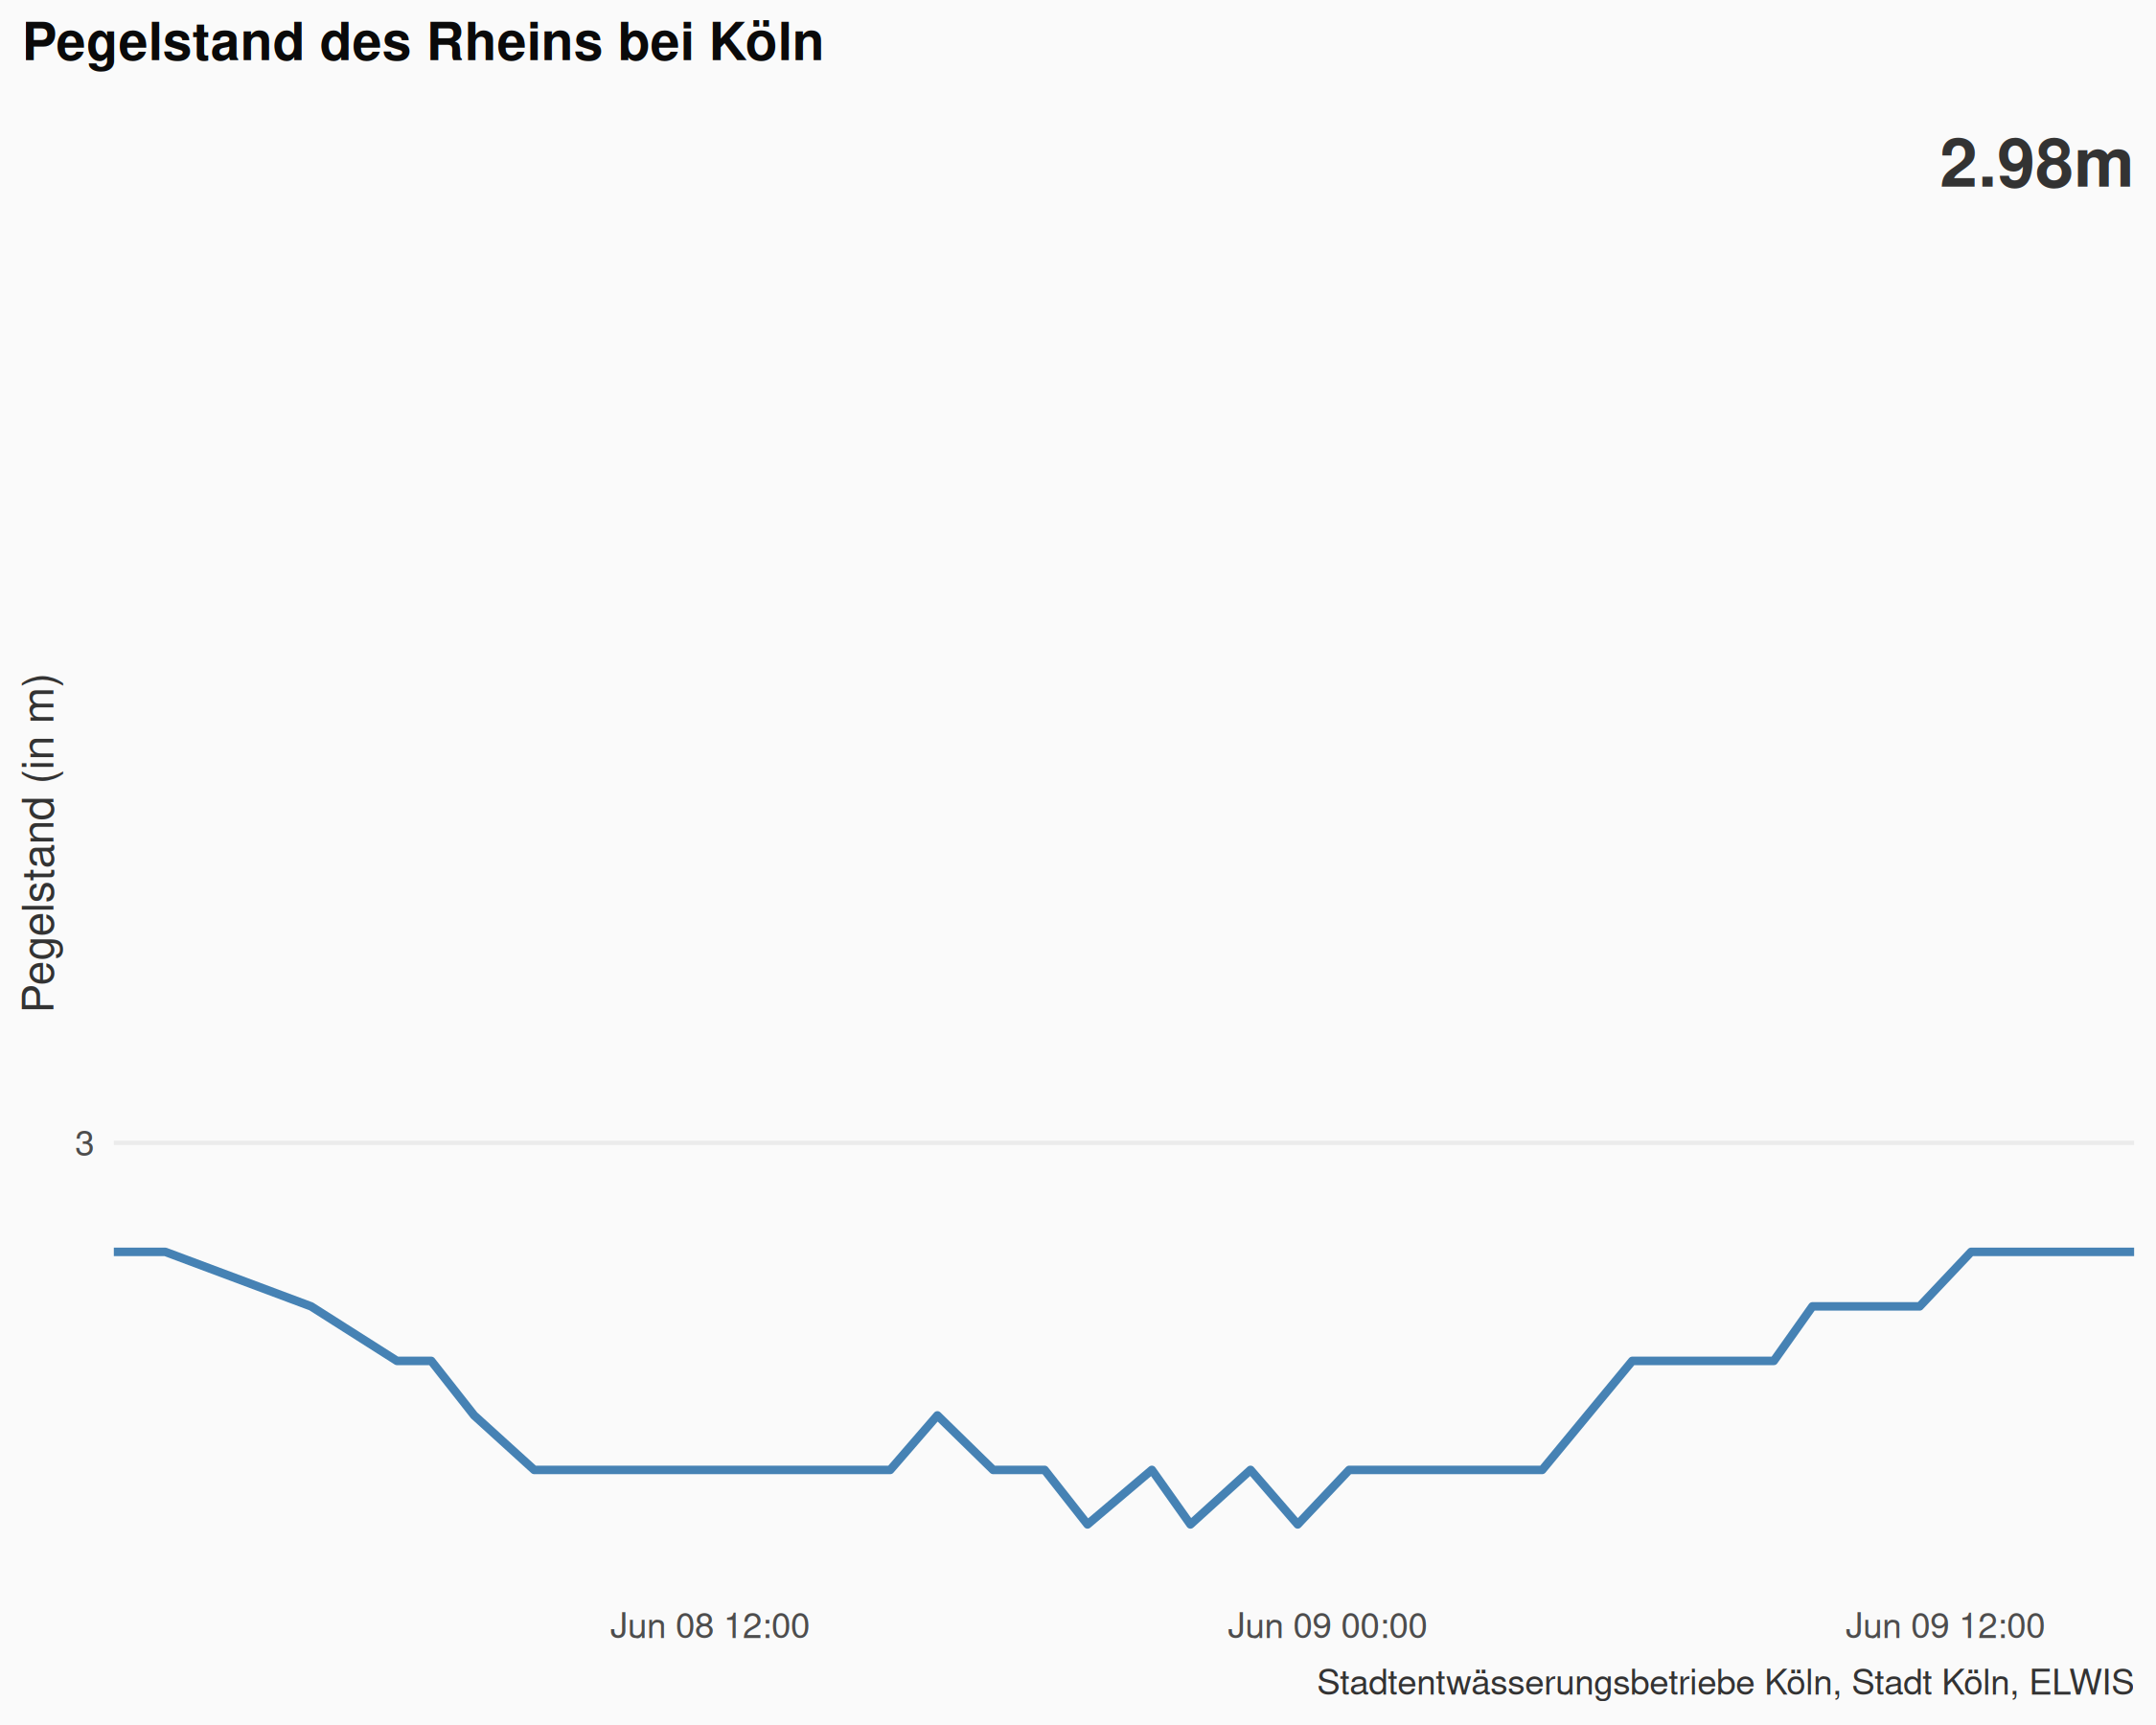 Pegelstand des Rheins bei Köln
2.98m
Pegelstand (in m)
3
Jun 08 12:00
Jun 09 00:00
Jun 09 12:00
Stadtentwässerungsbetriebe Köln, Stadt Köln, ELWIS